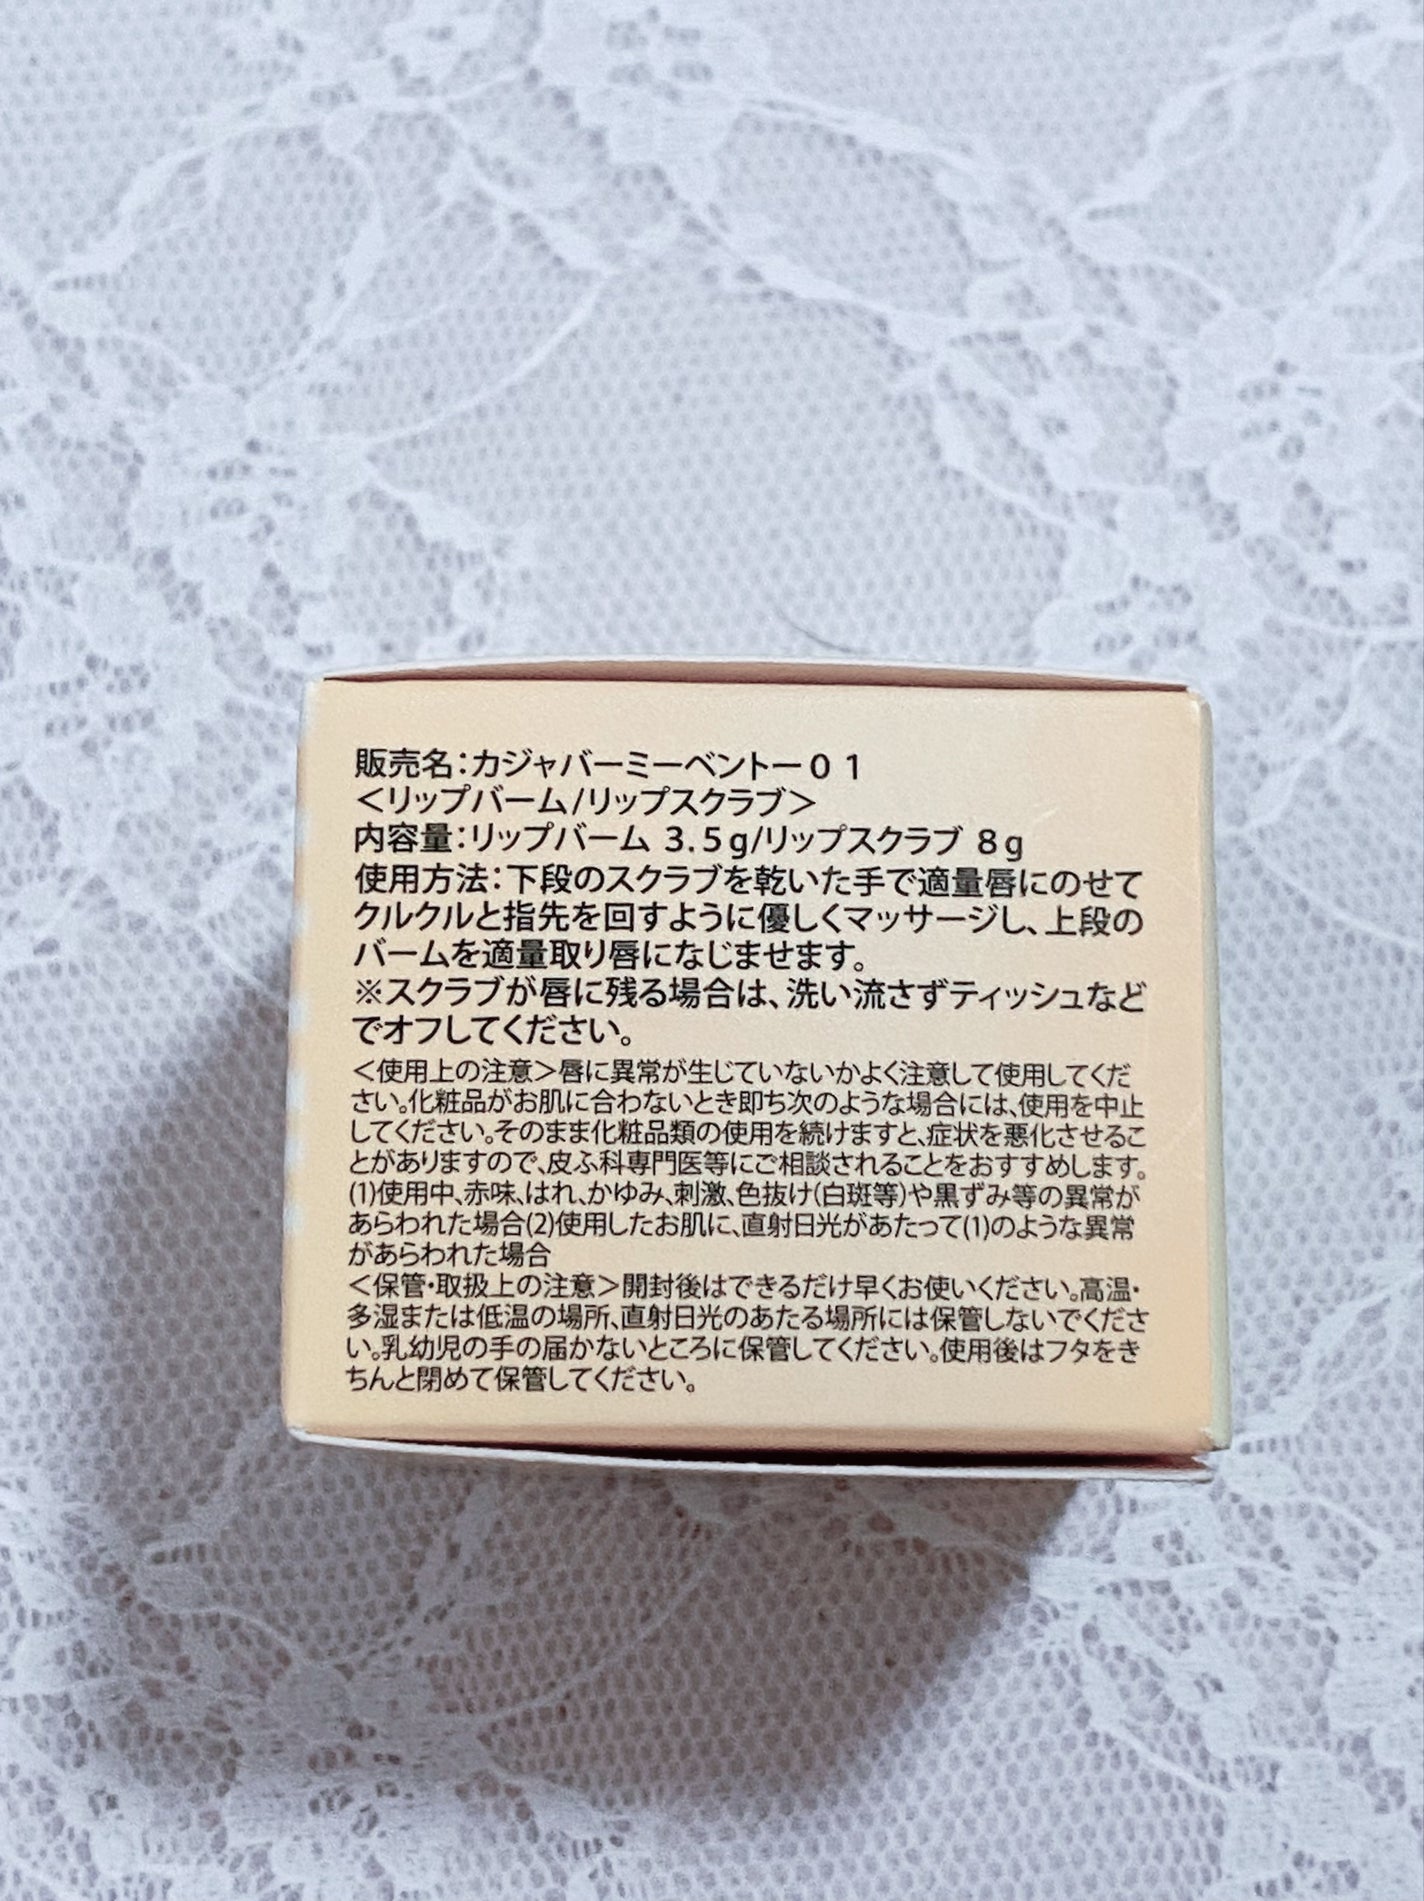 販売名：カジャバーミーベントー０１
＜リップバーム/リップスクラブ＞
内容量：リップバーム 3.5g/リップスクラブ 8g
使用方法：下段のスクラブを乾いた手で適量唇にのせて
クルクルと指先を回すように優しくマッサージし、上段の
バームを適量取り唇になじませます。
※スクラブが唇に残る場合は、洗い流さずティッシュなど
でオフしてください。
＜使用上の注意＞唇に異常が生じていないかよく注意して使用してくだ
さい。化粧品がお肌に合わないとき即ち次のような場合には、使用を中止
してください。そのまま化粧品類の使用を続けますと、症状を悪化させるこ
とがありますので、皮ふ科専門医等にご相談されることをおすすめします。
(1)使用中、赤味、はれ、かゆみ、刺激、色抜け(白斑等)や黒ずみ等の異常が
あらわれた場合(2)使用したお肌に、直射日光があたって(1)のような異常
があらわれた場合
＜保管・取扱上の注意＞開封後はできるだけ早くお使いください。高温・
多湿または低温の場所、直射日光のあたる場所には保管しないでくださ
い。乳幼児の手の届かないところに保管してください。使用後はフタをき
ちんと閉めて保管してください。